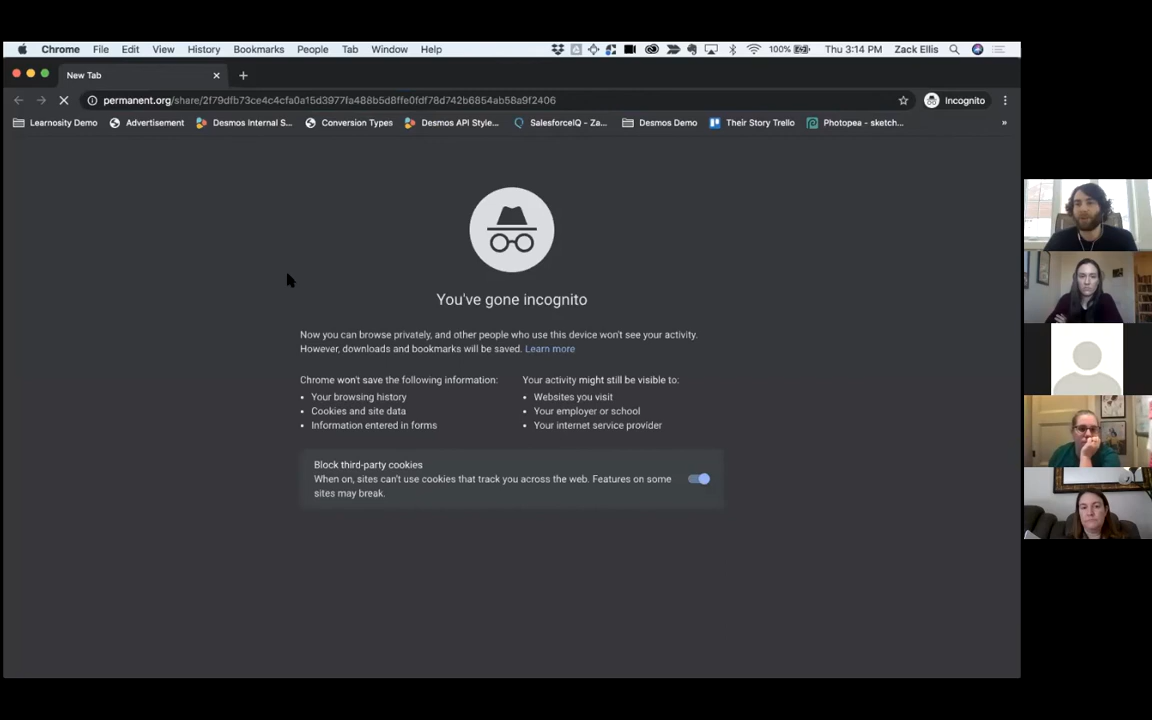 Chrome File Edit View History Bookmarks People Tab Window Help 100% Thu 3:14 PM Zack Ellis
New Tab
permanent.org/share/2f79dfb73ce4c4cfa0a15d3977fa488b5d8ffe0fdf78d742b6854ab58a9f2406 Incognito
Learnosity Demo Advertisement Desmos Internal S... Conversion Types Desmos API Style... SalesforceIQ - Za... Desmos Demo Their Story Trello Photopea - sketch... »
You've gone incognito
Now you can browse privately, and other people who use this device won't see your activity.
However, downloads and bookmarks will be saved. Learn more
Chrome won't save the following information:
• Your browsing history
• Cookies and site data
• Information entered in forms
Your activity might still be visible to:
• Websites you visit
• Your employer or school
• Your internet service provider
Block third-party cookies
When on, sites can't use cookies that track you across the web. Features on some
sites may break.